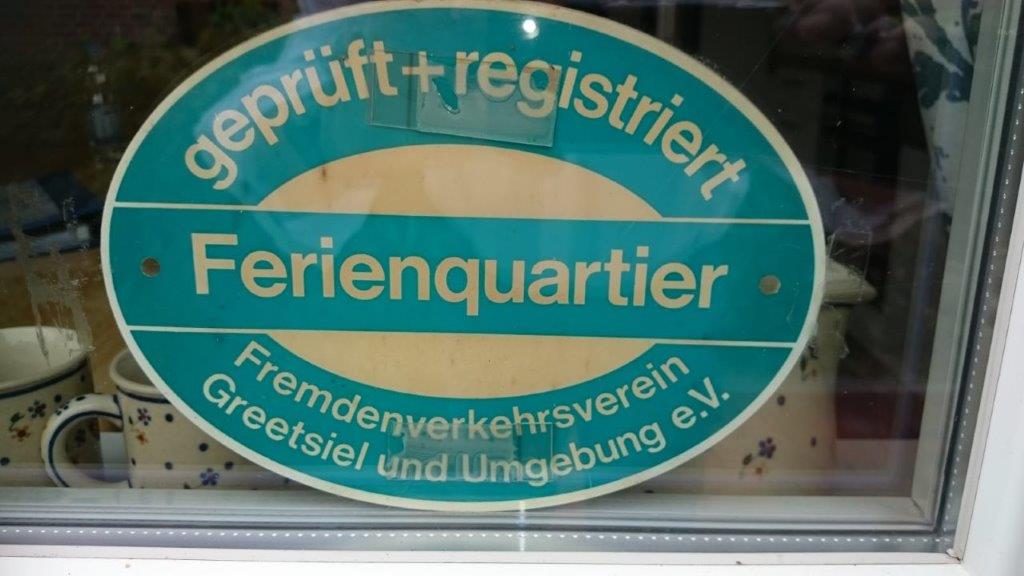 geprüft+registriert
Ferienquartier
Fremdenverkehrsverein
Greetsiel und Umgebung e.V.